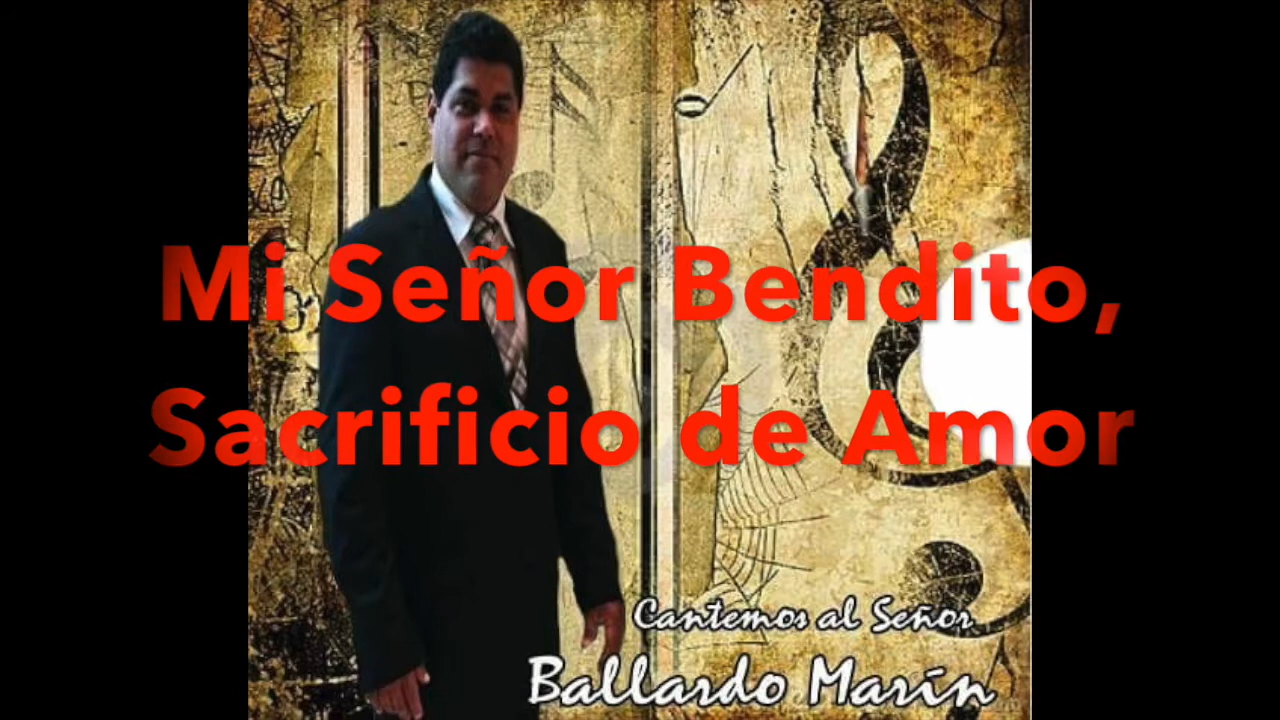 Mi Señor Bendito,
Sacrificio de Amor
Cantemos al Señor
Ballardo Marín